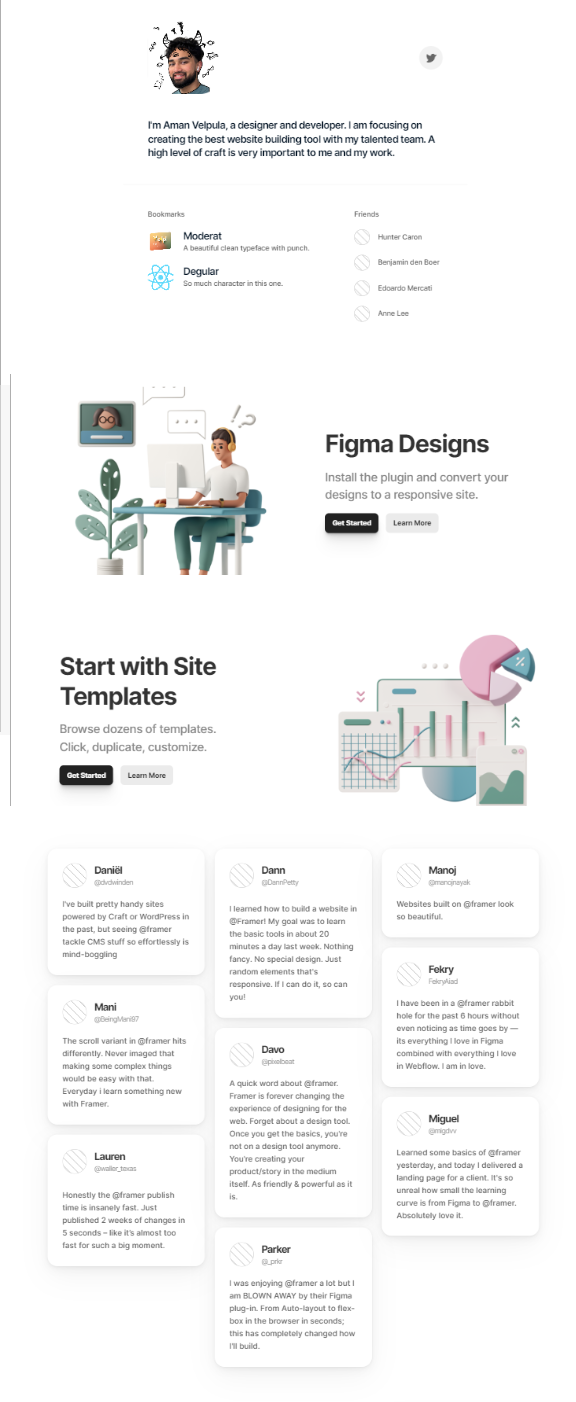 I'm Aman Velpula, a designer and developer. I am focusing on
creating the best website building tool with my talented team. A
high level of craft is very important to me and my work.
Bookmarks
Moderat
A beautiful clean typeface with punch.
Degular
So much character in this one.
Friends
Hunter Caron
Benjamin den Boer
Edoardo Mercati
Anne Lee
Figma Designs
Install the plugin and convert your
designs to a responsive site.
Get Started
Learn More
Start with Site
Templates
Browse dozens of templates.
Click, duplicate, customize.
Get Started
Learn More
Daniël
@dvdwinden
I've built pretty handy sites
powered by Craft or WordPress in
the past, but seeing @framer
tackle CMS stuff so effortlessly is
mind-boggling
Mani
@BeingMani97
The scroll variant in @framer hits
differently. Never imaged that
making some complex things
would be easy with that.
Everyday i learn something new
with Framer.
Lauren
@waller_texas
Honestly the @framer publish
time is insanely fast. Just
published 2 weeks of changes in
5 seconds – like it's almost too
fast for such a big moment.
Dann
@DannPetty
I learned how to build a website in
@Framer! My goal was to learn
the basic tools in about 20
minutes a day last week. Nothing
fancy. No special design. Just
random elements that's
responsive. If I can do it, so can
you!
Davo
@pixelbeat
A quick word about @framer.
Framer is forever changing the
experience of designing for the
web. Forget about a design tool.
Once you get the basics, you're
not on a design tool anymore.
You're creating your
product/story in the medium
itself. As friendly & powerful as it
is.
Parker
@_prkr
I was enjoying @framer a lot but I
am BLOWN AWAY by their Figma
plug-in. From Auto-layout to flex-
box in the browser in seconds;
this has completely changed how
I'll build.
Manoj
@manojnayak
Websites built on @framer look
so beautiful.
Fekry
FekryAiad
I have been in a @framer rabbit
hole for the past 6 hours without
even noticing as time goes by —
its everything I love in Figma
combined with everything I love
in Webflow. I am in love.
Miguel
@migdvv
Learned some basics of @framer
yesterday, and today I delivered a
landing page for a client. It's so
unreal how small the learning
curve is from Figma to @framer.
Absolutely love it.